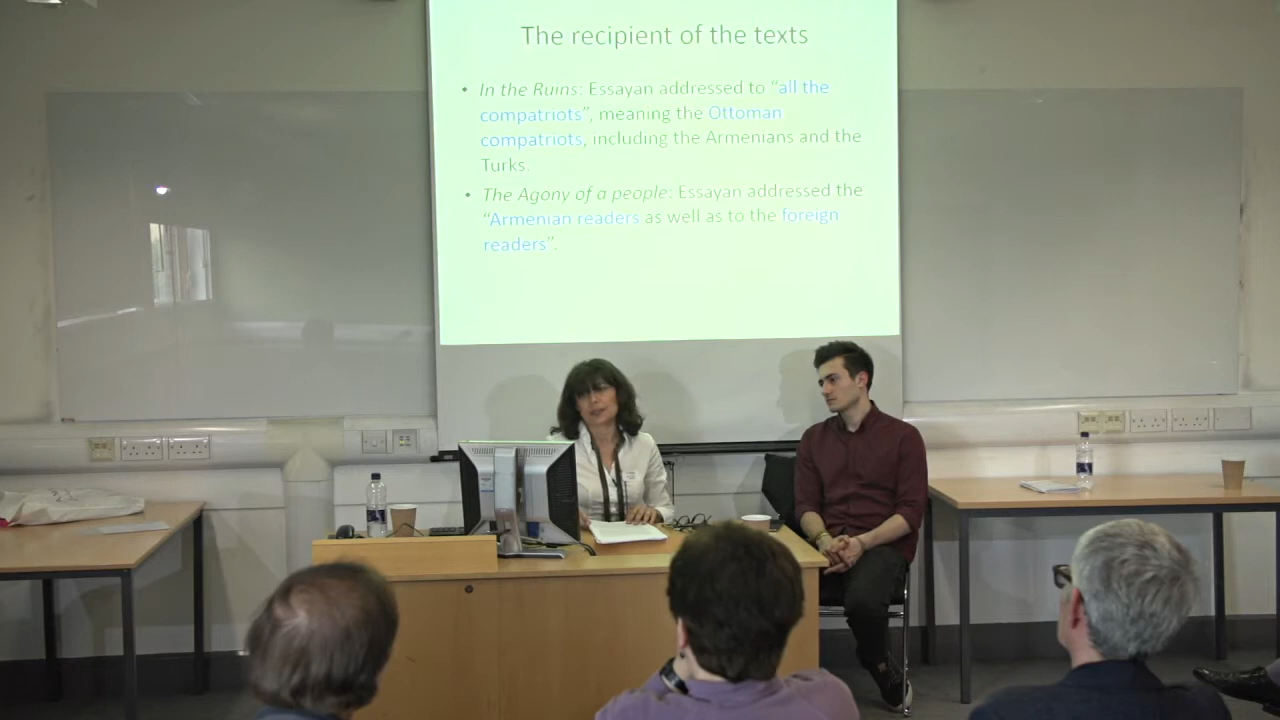 The recipient of the texts
• In the Ruins: Essayan addressed to “all the
compatriots”, meaning the Ottoman
compatriots, including the Armenians and the
Turks.
• The Agony of a people: Essayan addressed the
“Armenian readers as well as to the foreign
readers”.